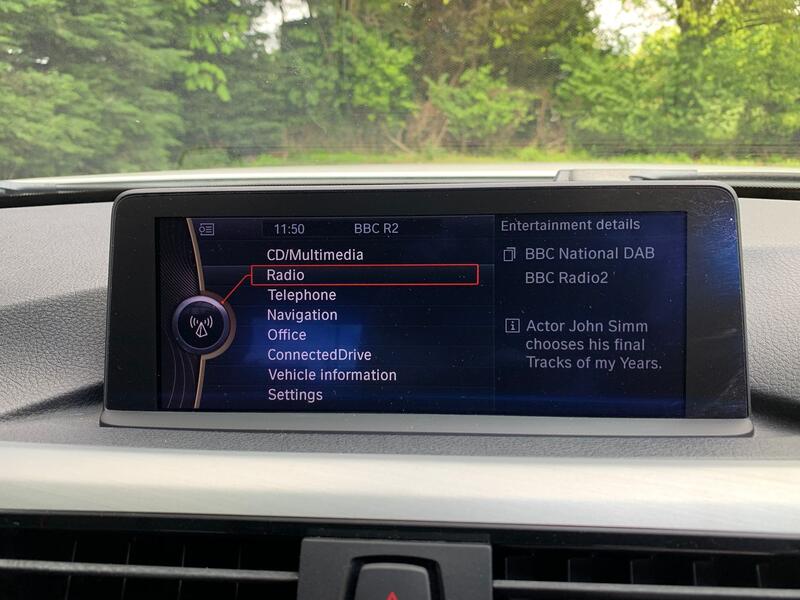 11:50 BBC R2
CD/Multimedia
Radio
Telephone
Navigation
Office
ConnectedDrive
Vehicle information
Settings
Entertainment details
BBC National DAB
BBC Radio2
Actor John Simm
chooses his final
Tracks of my Years.